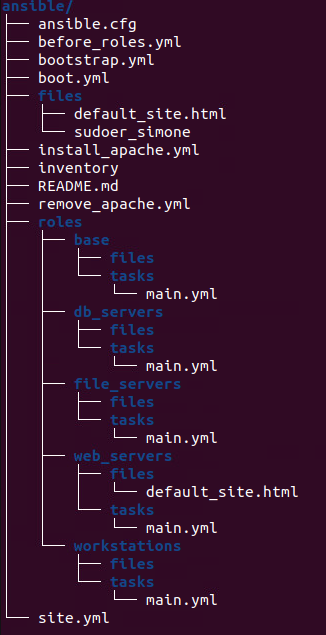 ansible/
├── ansible.cfg
├── before_roles.yml
├── bootstrap.yml
├── boot.yml
├── files
│   ├── default_site.html
│   └── sudoer_simone
├── install_apache.yml
├── inventory
├── README.md
├── remove_apache.yml
├── roles
│   ├── base
│   │   ├── files
│   │   └── tasks
│   │       └── main.yml
│   ├── db_servers
│   │   ├── files
│   │   └── tasks
│   │       └── main.yml
│   ├── file_servers
│   │   ├── files
│   │   └── tasks
│   │       └── main.yml
│   ├── web_servers
│   │   ├── files
│   │   │   └── default_site.html
│   │   └── tasks
│   │       └── main.yml
│   └── workstations
│       ├── files
│       └── tasks
│           └── main.yml
└── site.yml